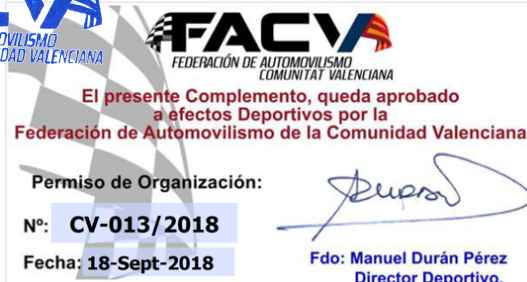 OVILISMO
DAD VALENCIANA
FACV
FEDERACIÓN DE AUTOMOVILISMO
COMUNITAT VALENCIANA
El presente Complemento, queda aprobado
a efectos Deportivos por la
Federación de Automovilismo de la Comunidad Valenciana
Permiso de Organización:
Nº: CV-013/2018
Fecha: 18-Sept-2018
Fdo: Manuel Durán Pérez
Director Deportivo.